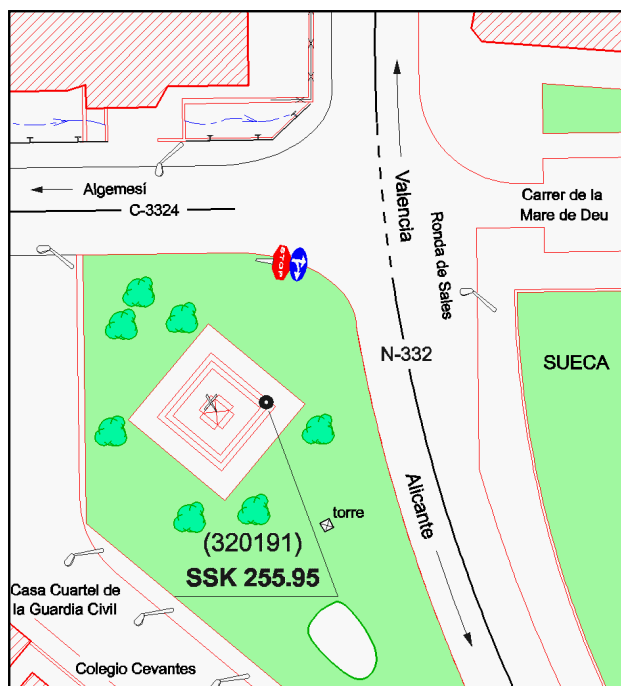 Algemesí
C-3324
Valencia
Ronda de Sales
Carrer de la
Mare de Deu
STOP
N-332
SUECA
Alicante
torre
(320191)
SSK 255.95
Casa Cuartel de
la Guardia Civil
Colegio Cevantes